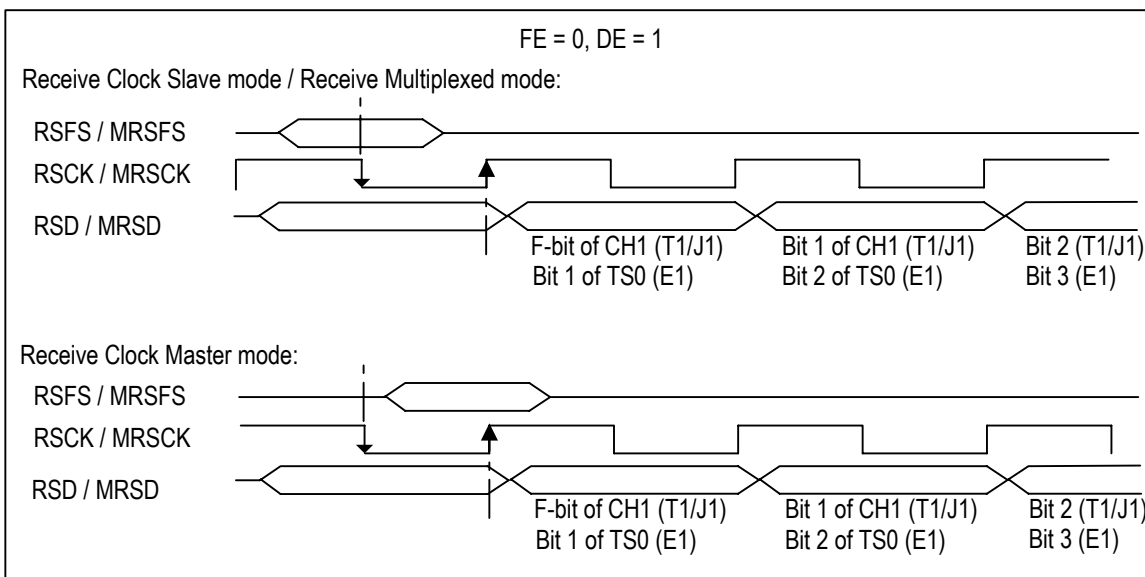 FE = 0, DE = 1
Receive Clock Slave mode / Receive Multiplexed mode:
RSFS / MRSFS
RSCK / MRSCK
RSD / MRSD
F-bit of CH1 (T1/J1) Bit 1 of CH1 (T1/J1) Bit 2 (T1/J1)
Bit 1 of TS0 (E1) Bit 2 of TS0 (E1) Bit 3 (E1)
Receive Clock Master mode:
RSFS / MRSFS
RSCK / MRSCK
RSD / MRSD
F-bit of CH1 (T1/J1) Bit 1 of CH1 (T1/J1) Bit 2 (T1/J1)
Bit 1 of TS0 (E1) Bit 2 of TS0 (E1) Bit 3 (E1)